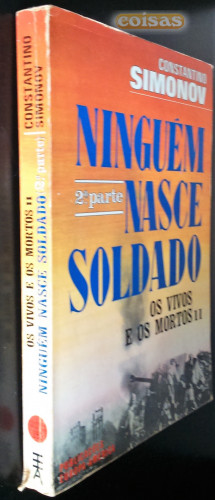 coisas
CONSTANTINO
SIMONOV
NINGUÉM
2ª parte
NASCE
SOLDADO
OS VIVOS
E OS MORTOS II
OS VIVOS E OS MORTOS II
NINGUÉM NASCE SOLDADO 2ª parte
CONSTANTINO
SIMONOV